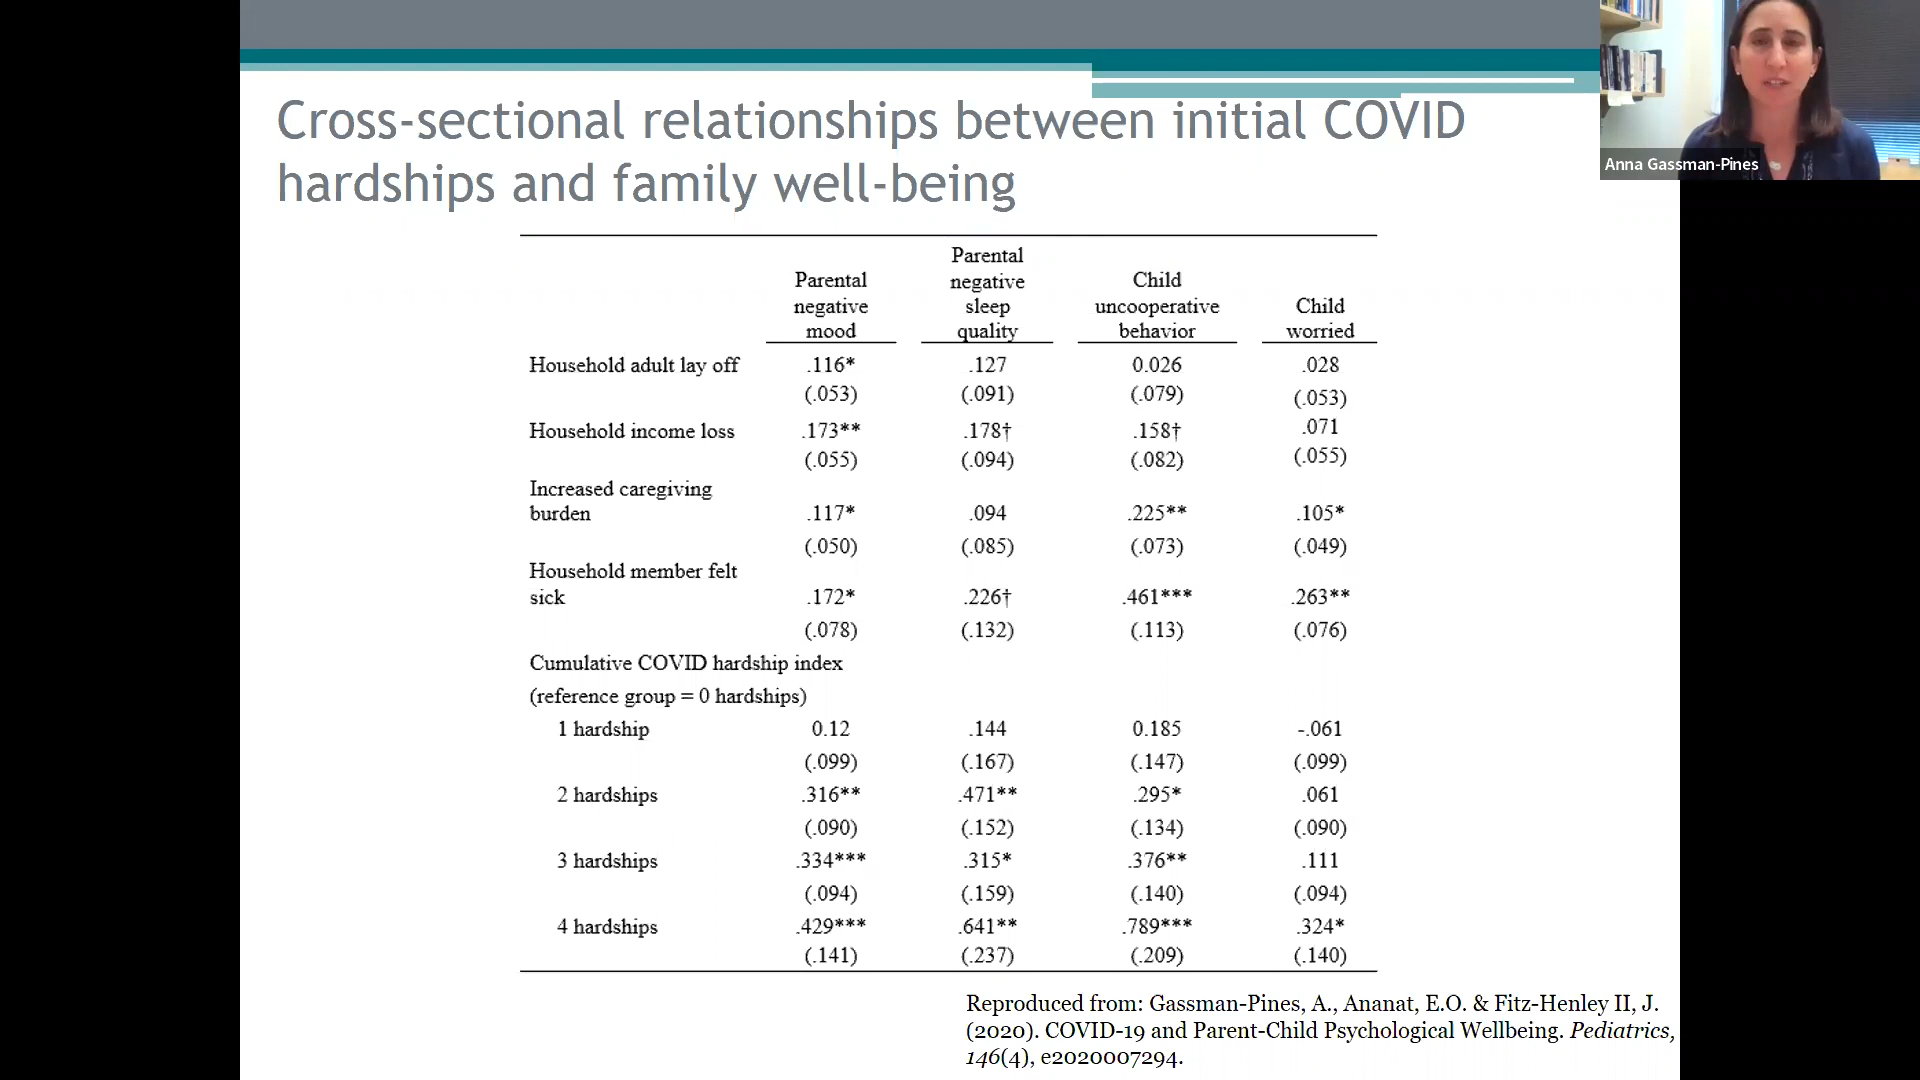 Cross-sectional relationships between initial COVID
hardships and family well-being
Anna Gassman-Pines
Parental negative mood
Parental negative sleep quality
Child uncooperative behavior
Child worried
Household adult lay off .116* .127 0.026 .028
(.053) (.091) (.079) (.053)
Household income loss .173** .178† .158† .071
(.055) (.094) (.082) (.055)
Increased caregiving
burden .117* .094 .225** .105*
(.050) (.085) (.073) (.049)
Household member felt
sick .172* .226† .461*** .263**
(.078) (.132) (.113) (.076)
Cumulative COVID hardship index
(reference group = 0 hardships)
1 hardship 0.12 .144 0.185 -.061
(.099) (.167) (.147) (.099)
2 hardships .316** .471** .295* .061
(.090) (.152) (.134) (.090)
3 hardships .334*** .315* .376** .111
(.094) (.159) (.140) (.094)
4 hardships .429*** .641** .789*** .324*
(.141) (.237) (.209) (.140)
Reproduced from: Gassman-Pines, A., Ananat, E.O. & Fitz-Henley II, J.
(2020). COVID-19 and Parent-Child Psychological Wellbeing. Pediatrics,
146(4), e2020007294.